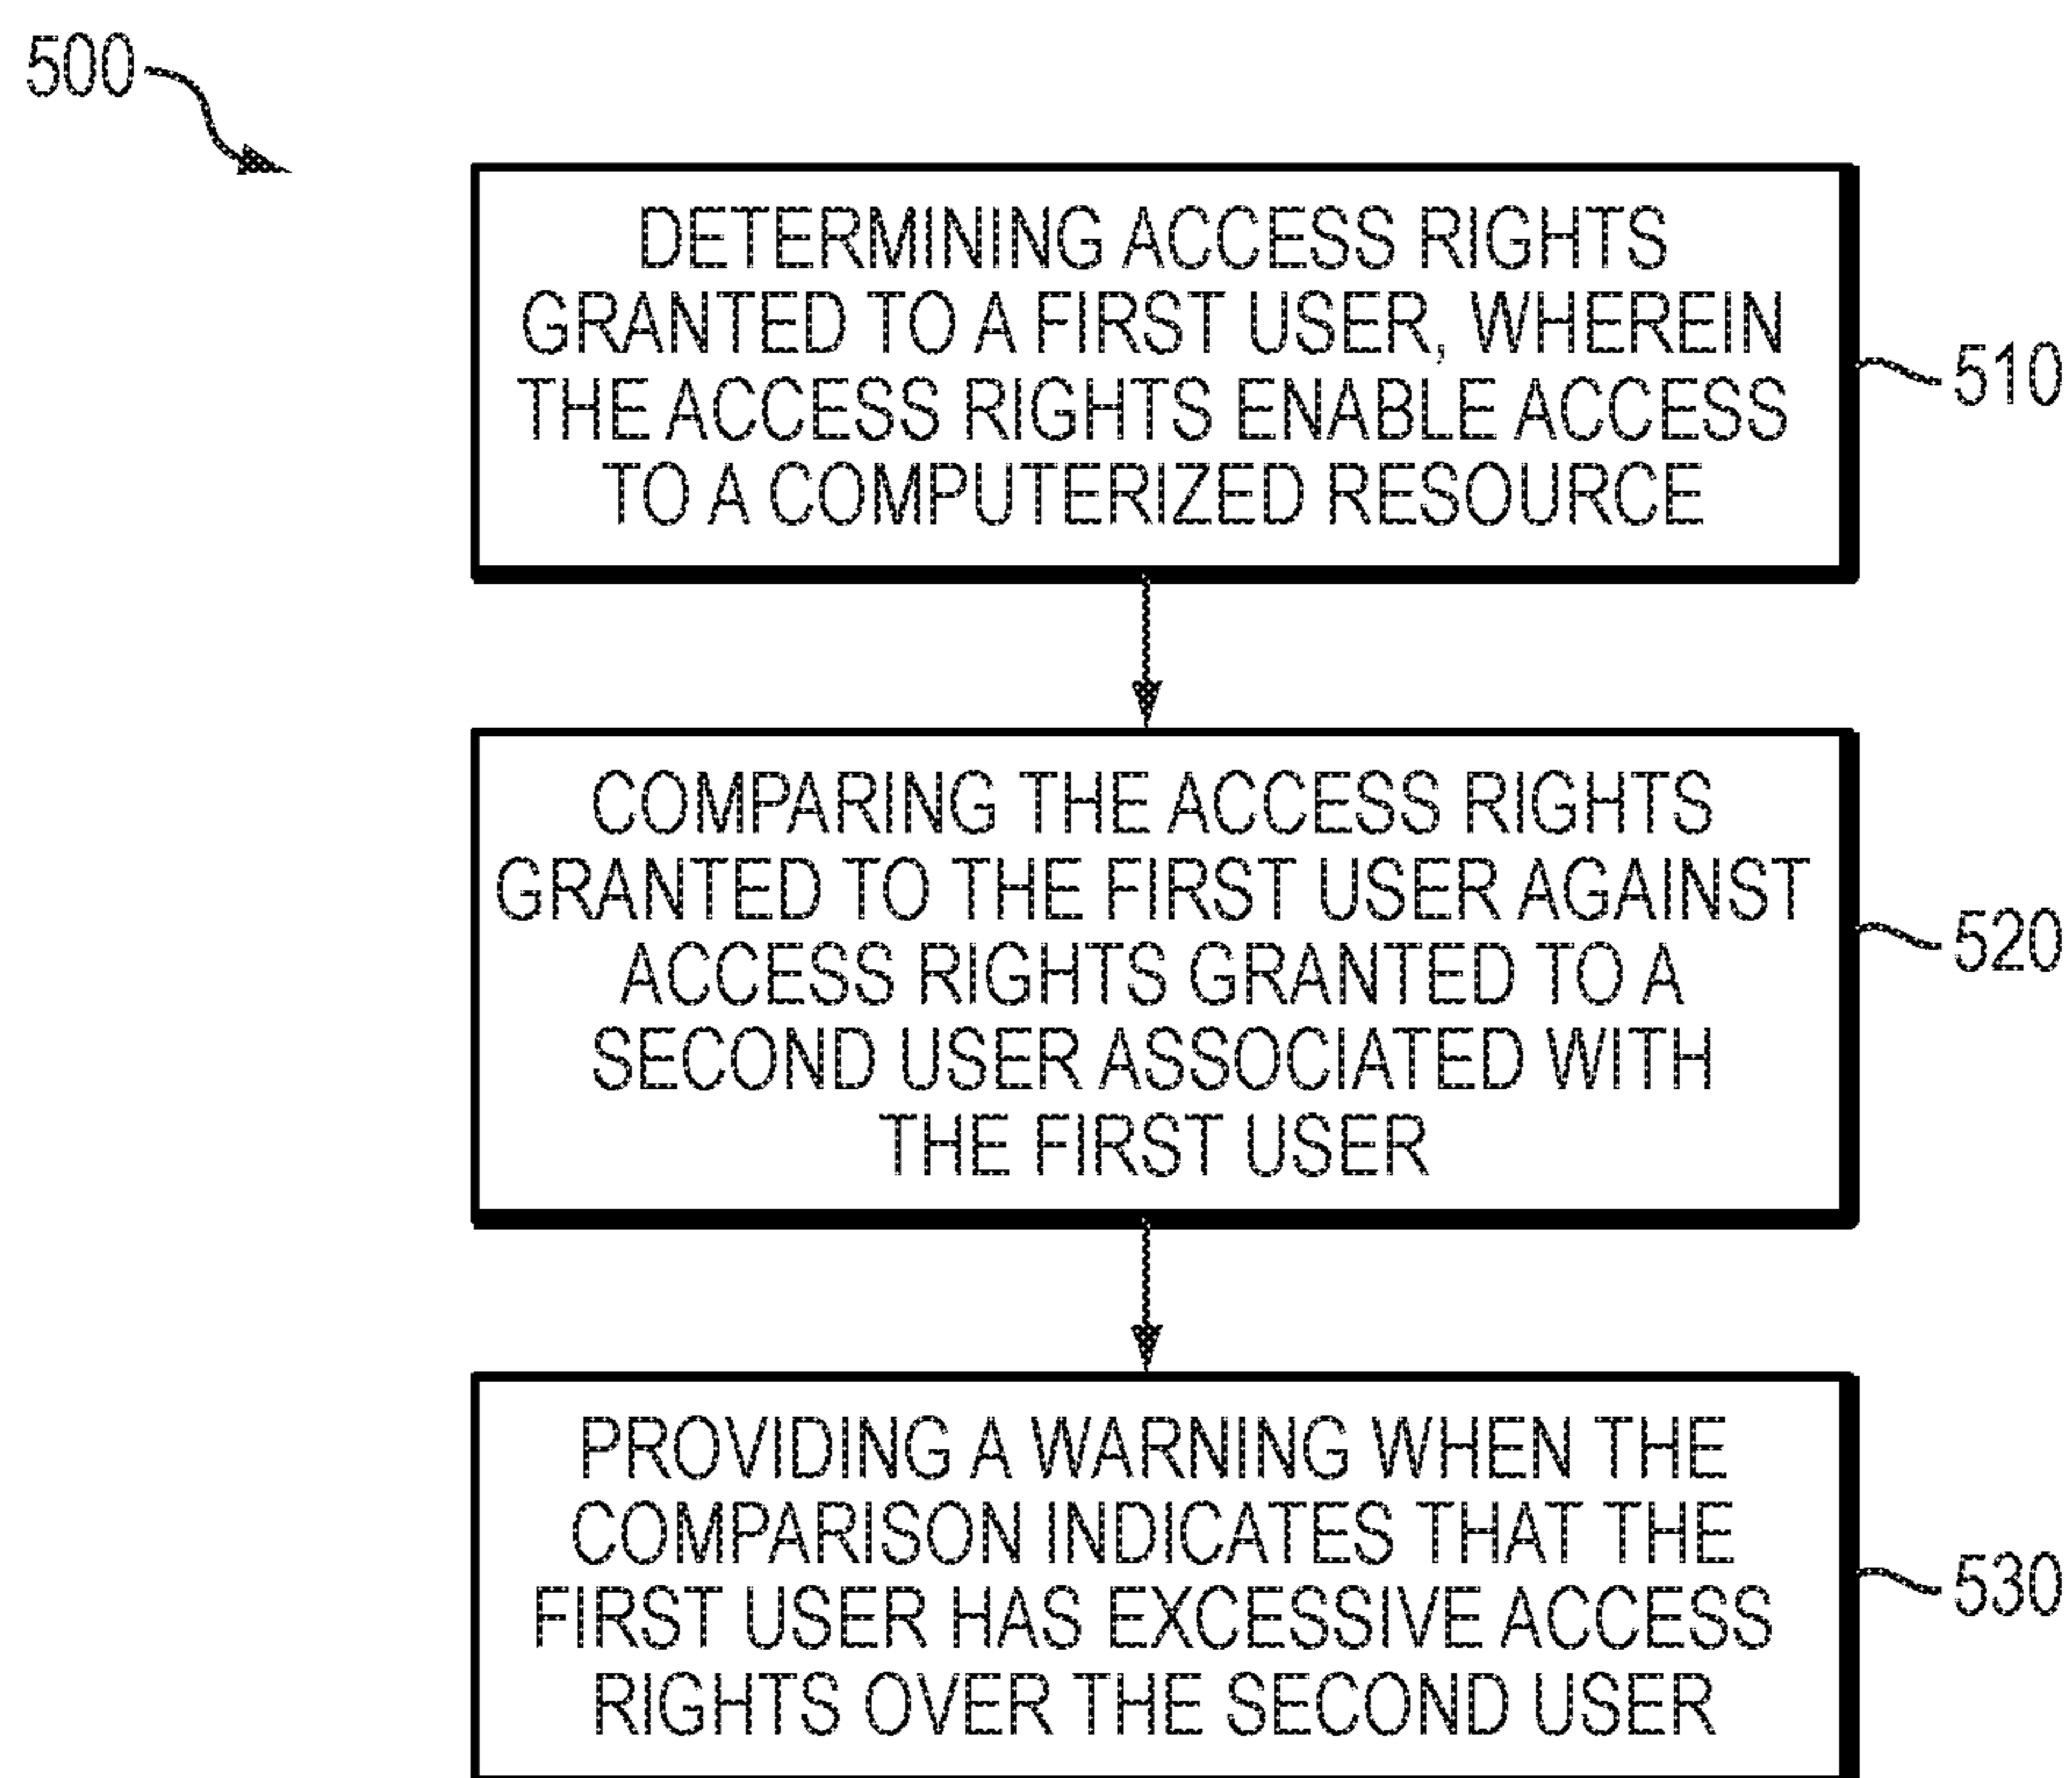 500
DETERMINING ACCESS RIGHTS
GRANTED TO A FIRST USER, WHEREIN
THE ACCESS RIGHTS ENABLE ACCESS
TO A COMPUTERIZED RESOURCE
510
COMPARING THE ACCESS RIGHTS
GRANTED TO THE FIRST USER AGAINST
ACCESS RIGHTS GRANTED TO A
SECOND USER ASSOCIATED WITH
THE FIRST USER
520
PROVIDING A WARNING WHEN THE
COMPARISON INDICATES THAT THE
FIRST USER HAS EXCESSIVE ACCESS
RIGHTS OVER THE SECOND USER
530